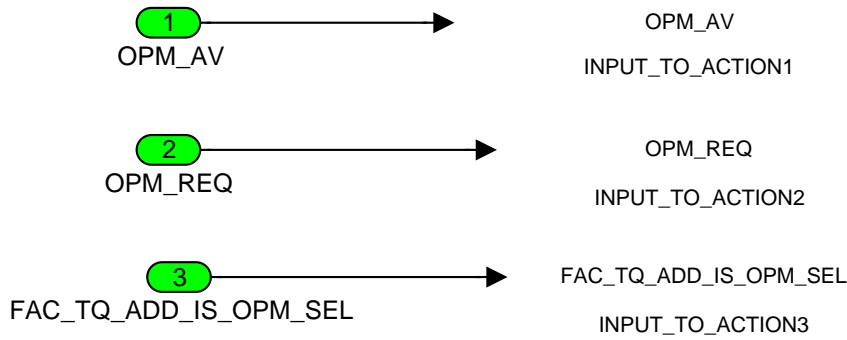 1
OPM_AV
OPM_AV
INPUT_TO_ACTION1
2
OPM_REQ
OPM_REQ
INPUT_TO_ACTION2
3
FAC_TQ_ADD_IS_OPM_SEL
FAC_TQ_ADD_IS_OPM_SEL
INPUT_TO_ACTION3